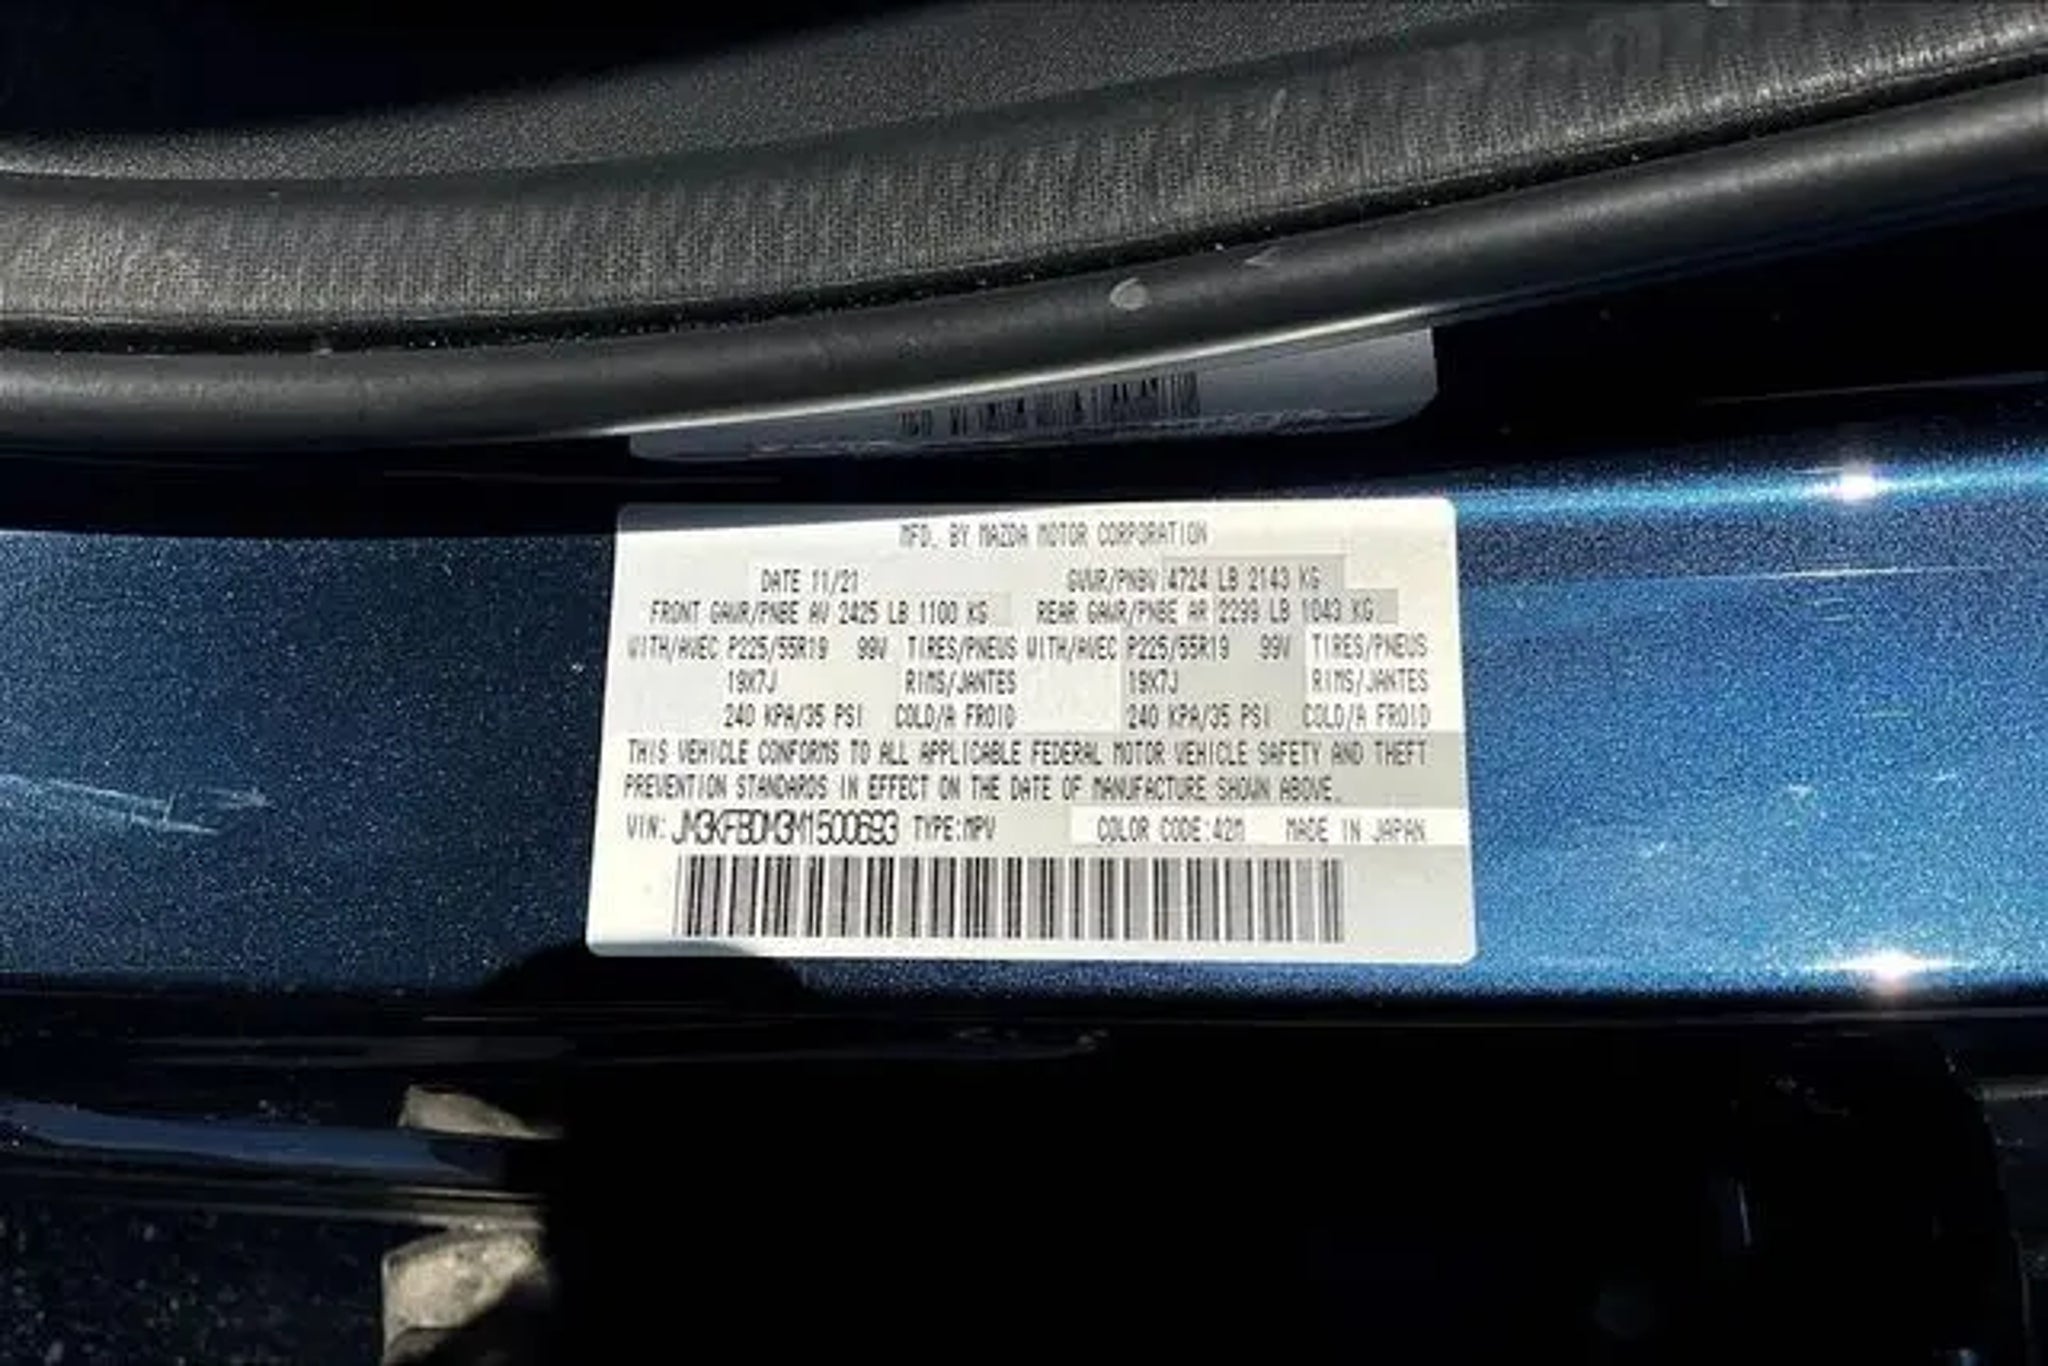 MFD. BY MAZDA MOTOR CORPORATION
DATE 11/21 GVWR/PNBV 4724 LB 2143 KG
FRONT GAWR/PNBE AV 2425 LB 1100 KG REAR GAWR/PNBE AR 2299 LB 1043 KG
WITH/AVEC P225/55R19 99V TIRES/PNEUS WITH/AVEC P225/55R19 99V TIRES/PNEUS
19X7J RIMS/JANTES 19X7J RIMS/JANTES
240 KPA/35 PSI COLD/A FROID 240 KPA/35 PSI COLD/A FROID
THIS VEHICLE CONFORMS TO ALL APPLICABLE FEDERAL MOTOR VEHICLE SAFETY AND THEFT
PREVENTION STANDARDS IN EFFECT ON THE DATE OF MANUFACTURE SHOWN ABOVE.
VIN: JM3KFBDM3M1500693 TYPE:MPV COLOR CODE:42M MADE IN JAPAN